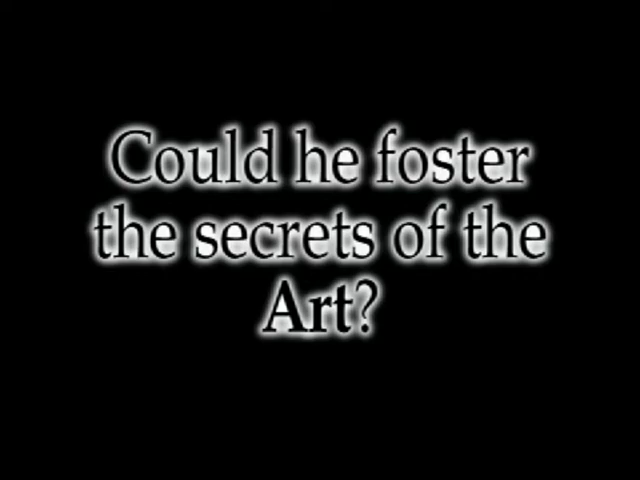 Could he foster
the secrets of the
Art?